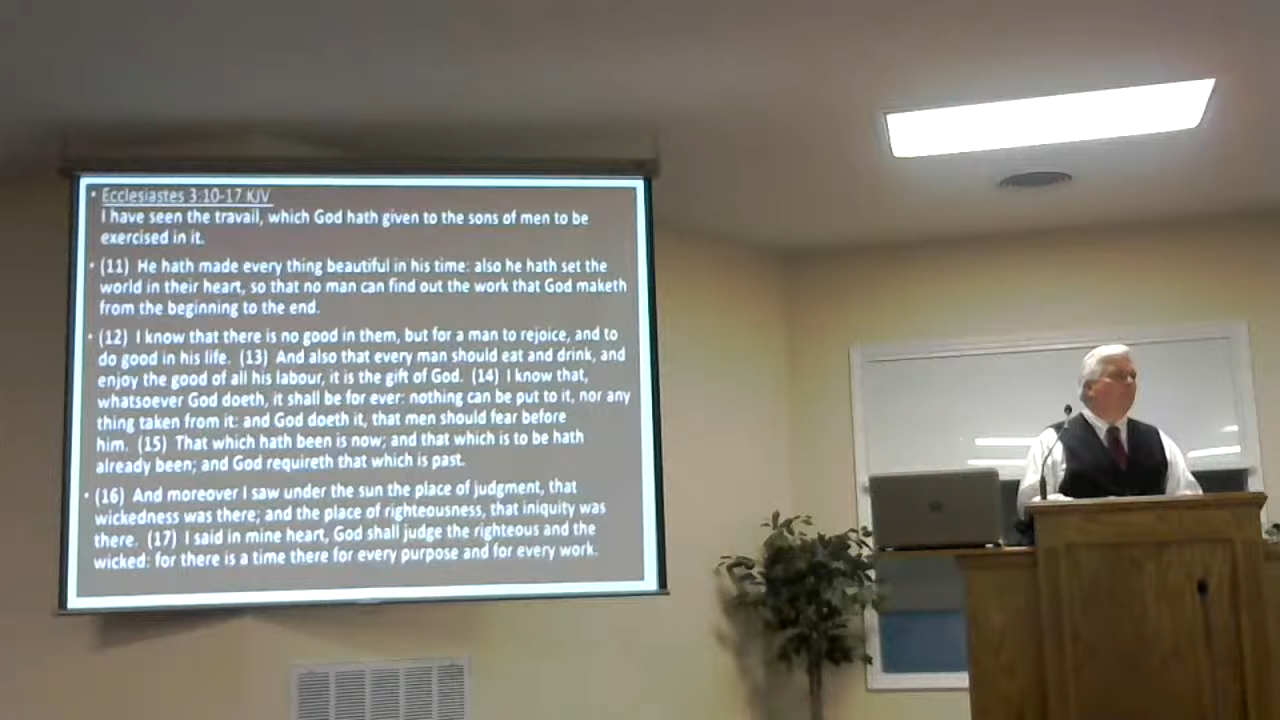 • Ecclesiastes 3:10-17 KJV
I have seen the travail, which God hath given to the sons of men to be
exercised in it.
• (11) He hath made every thing beautiful in his time: also he hath set the
world in their heart, so that no man can find out the work that God maketh
from the beginning to the end.
• (12) I know that there is no good in them, but for a man to rejoice, and to
do good in his life. (13) And also that every man should eat and drink, and
enjoy the good of all his labour, it is the gift of God. (14) I know that,
whatsoever God doeth, it shall be for ever: nothing can be put to it, nor any
thing taken from it: and God doeth it, that men should fear before
him. (15) That which hath been is now; and that which is to be hath
already been; and God requireth that which is past.
• (16) And moreover I saw under the sun the place of judgment, that
wickedness was there; and the place of righteousness, that iniquity was
there. (17) I said in mine heart, God shall judge the righteous and the
wicked: for there is a time there for every purpose and for every work.